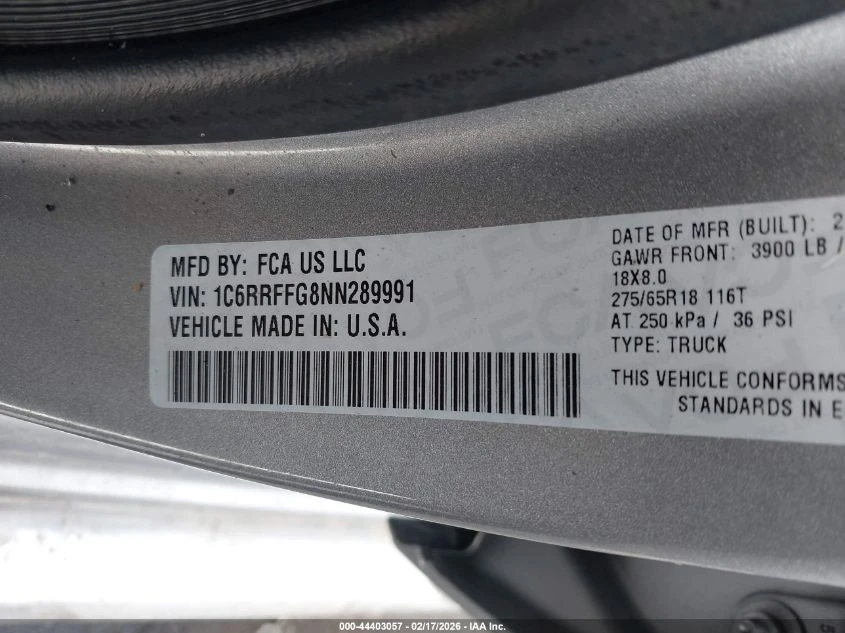 MFD BY: FCA US LLC
VIN: 1C6RRFFG8NN289991
VEHICLE MADE IN: U.S.A.
DATE OF MFR (BUILT): 2
GAWR FRONT: 3900 LB /
18X8.0
275/65R18 116T
AT 250 kPa / 36 PSI
TYPE: TRUCK
THIS VEHICLE CONFORMS
STANDARDS IN E
000-44403057 - 02/17/2026 - IAA Inc.